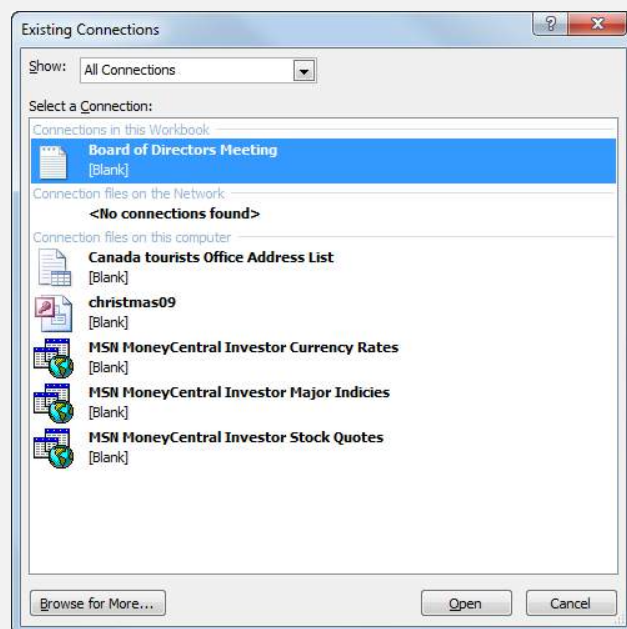 Existing Connections
Show: All Connections
Select a Connection:
Connections in this Workbook
Board of Directors Meeting
[Blank]
Connection files on the Network
<No connections found>
Connection files on this computer
Canada tourists Office Address List
[Blank]
christmas09
[Blank]
MSN MoneyCentral Investor Currency Rates
[Blank]
MSN MoneyCentral Investor Major Indicies
[Blank]
MSN MoneyCentral Investor Stock Quotes
[Blank]
Browse for More... Open Cancel